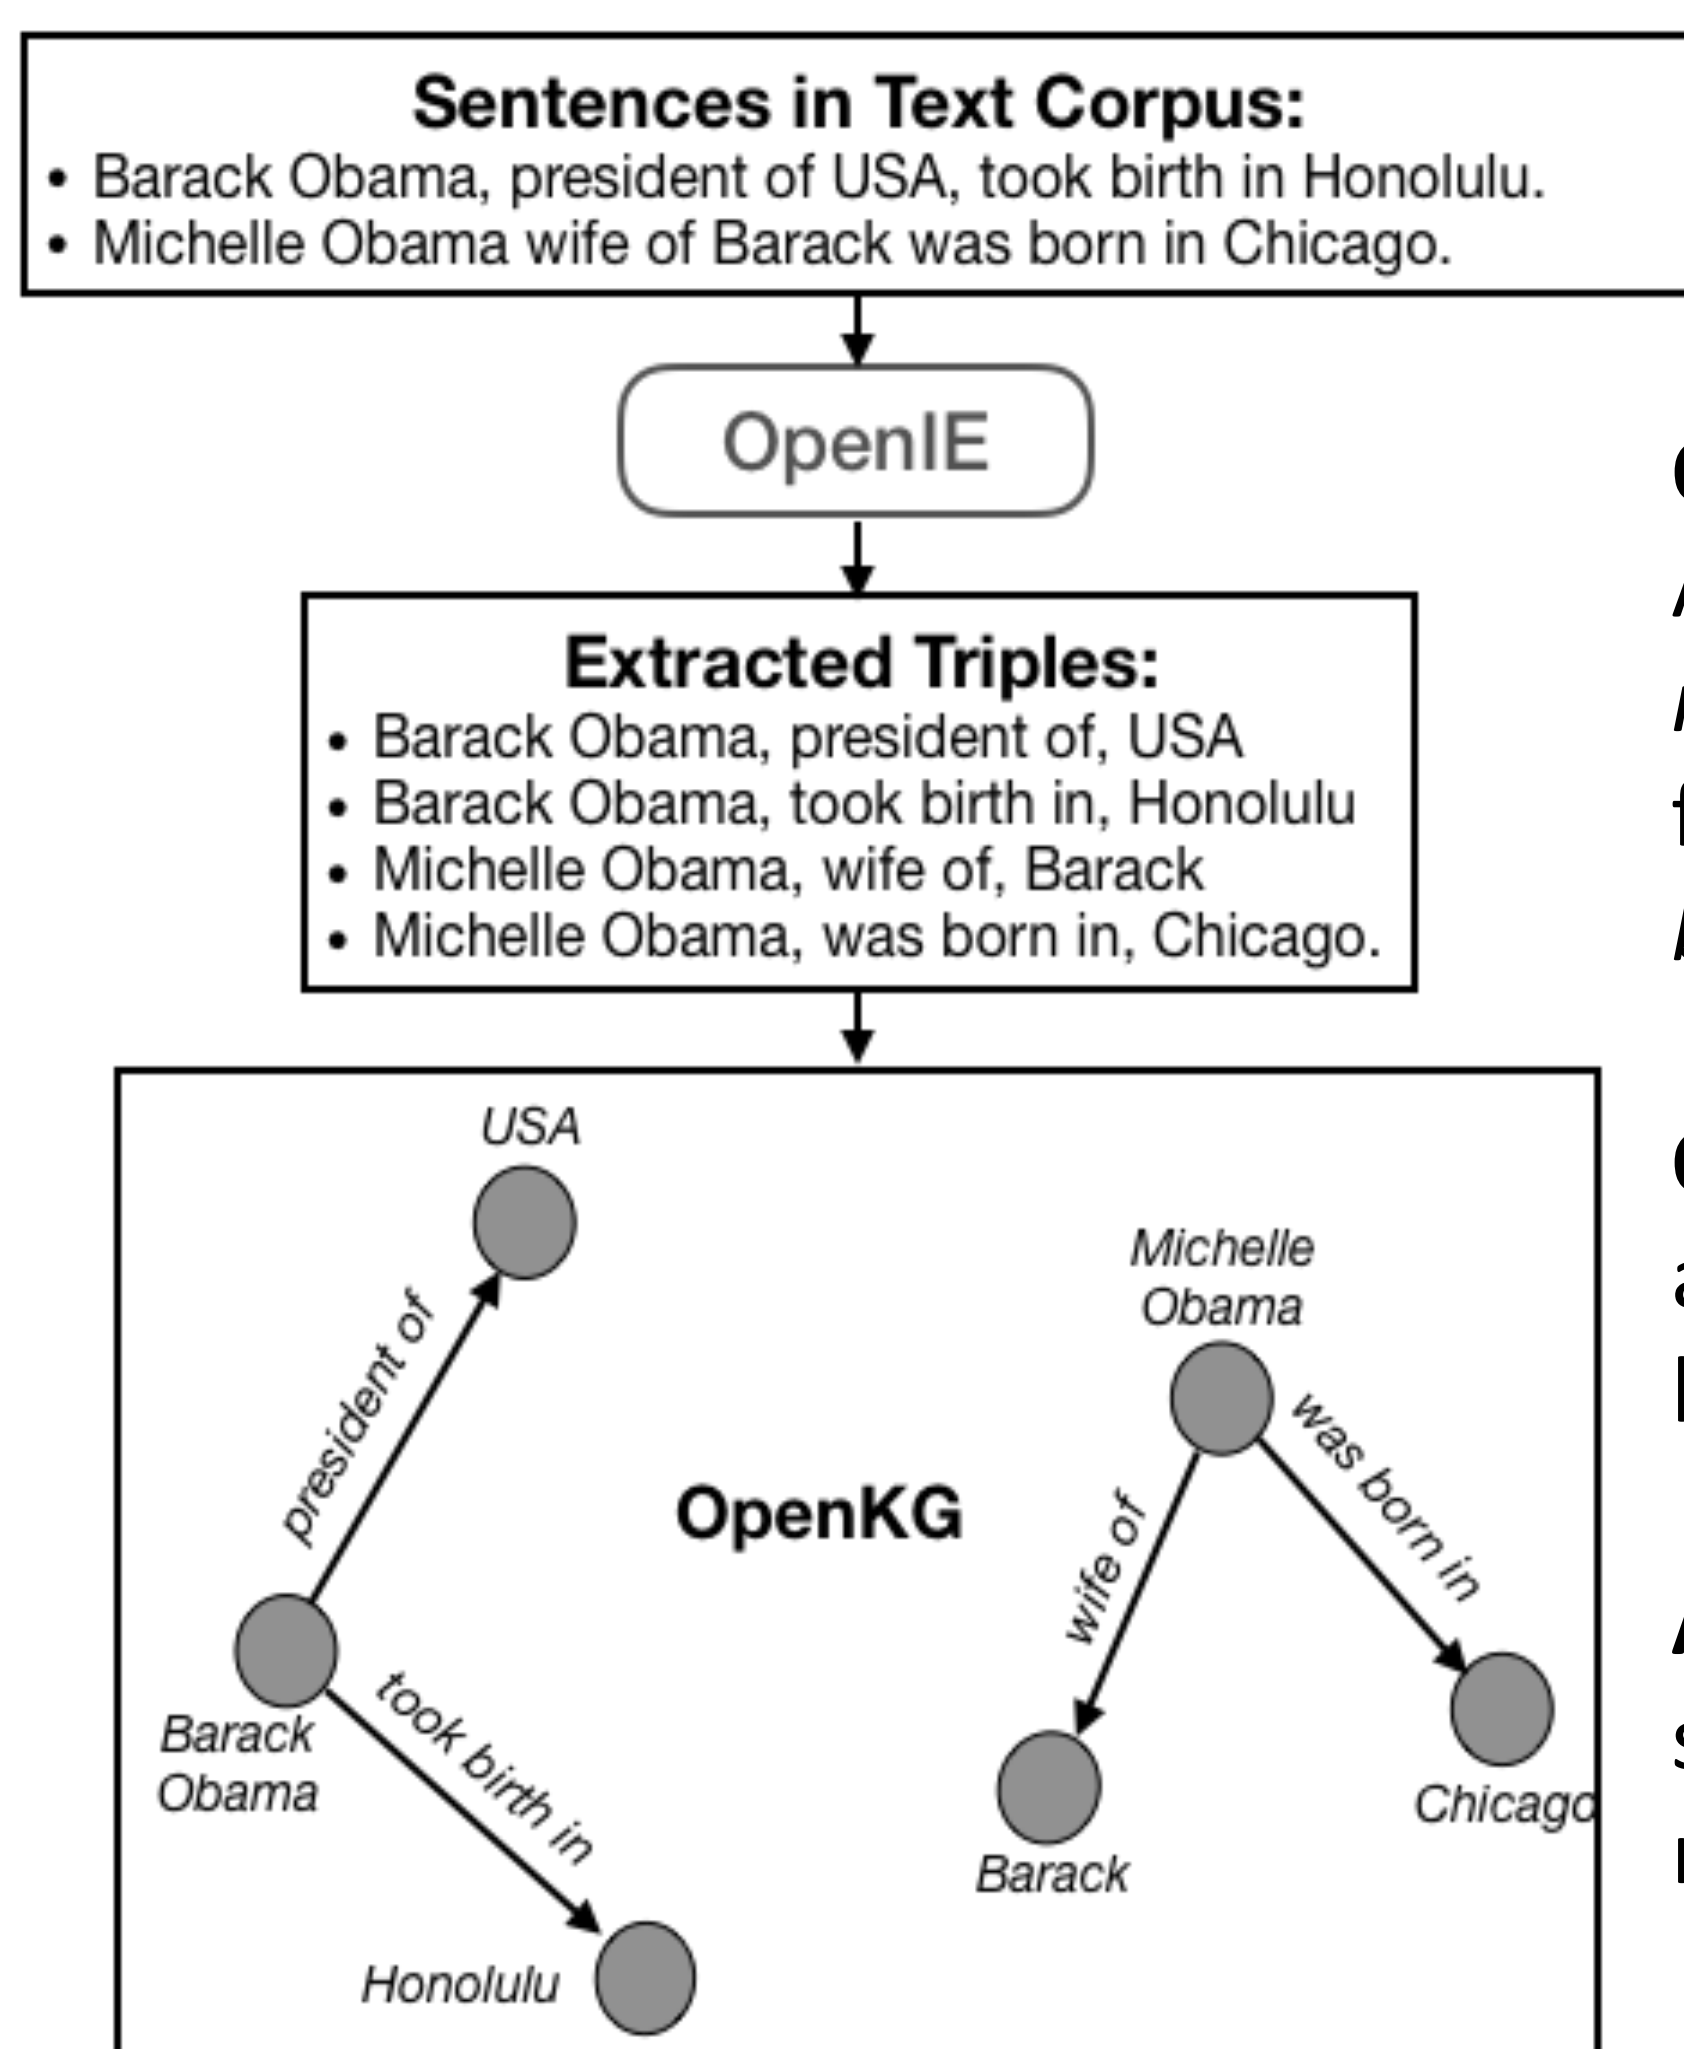 Sentences in Text Corpus:
• Barack Obama, president of USA, took birth in Honolulu.
• Michelle Obama wife of Barack was born in Chicago.
OpenIE
Extracted Triples:
• Barack Obama, president of, USA
• Barack Obama, took birth in, Honolulu
• Michelle Obama, wife of, Barack
• Michelle Obama, was born in, Chicago.
USA
president of
Michelle
Obama
was born in
OpenKG
wife of
Barack
Obama
took birth in
Chicago
Barack
Honolulu